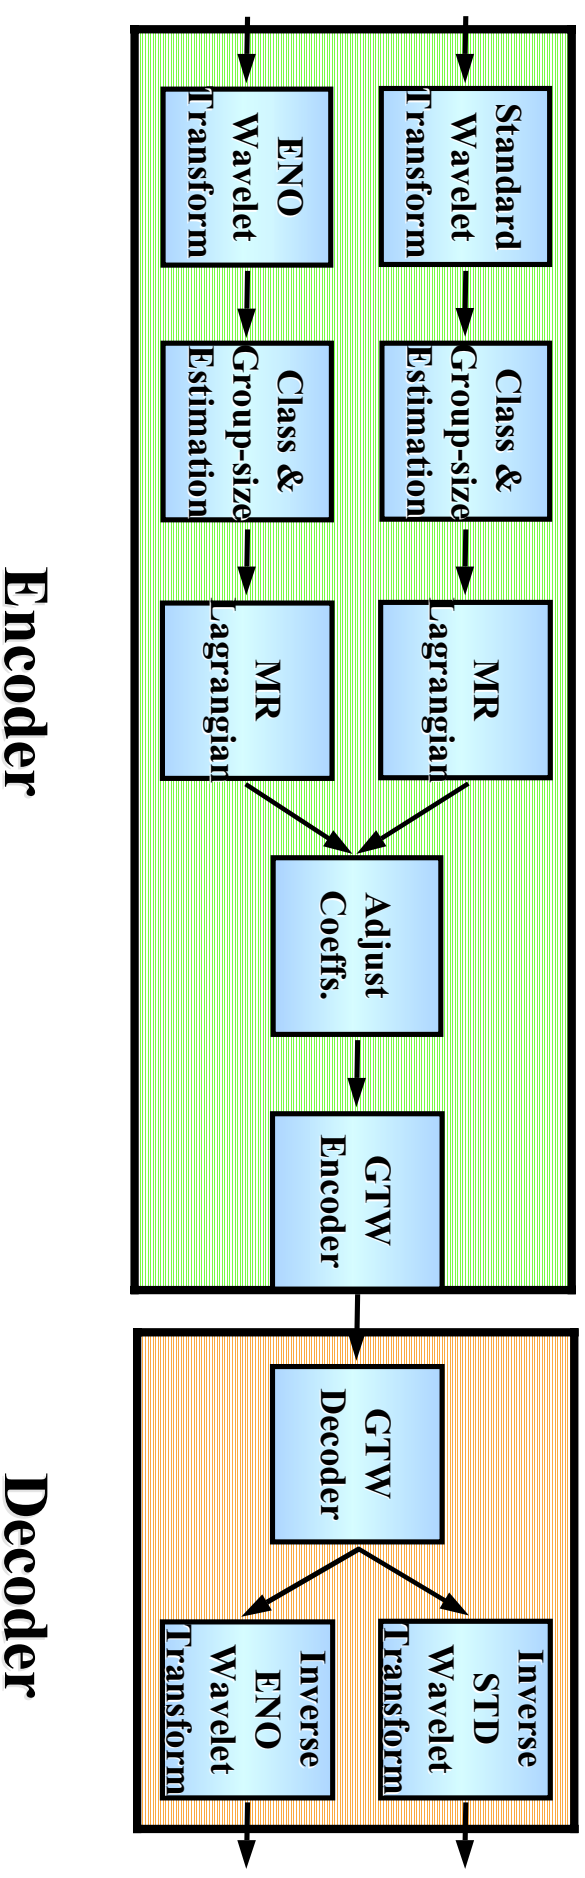 Standard
Wavelet
Transform
Class &
Group-size
Estimation
MR
Lagrangian
ENO
Wavelet
Transform
Class &
Group-size
Estimation
MR
Lagrangian
Adjust
Coeffs.
GTW
Encoder
GTW
Decoder
Inverse
STD
Wavelet
Transform
Inverse
ENO
Wavelet
Transform
Encoder
Decoder